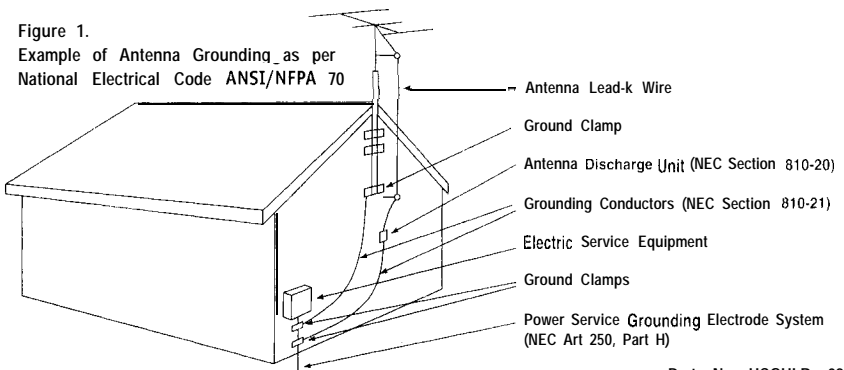 Figure 1.
Example of Antenna Grounding_as per
National Electrical Code ANSI/NFPA 70
Antenna Lead-k Wire
Ground Clamp
Antenna Discharge Unit (NEC Section 810-20)
Grounding Conductors (NEC Section 810-21)
Electric Service Equipment
Ground Clamps
Power Service Grounding Electrode System
(NEC Art 250, Part H)